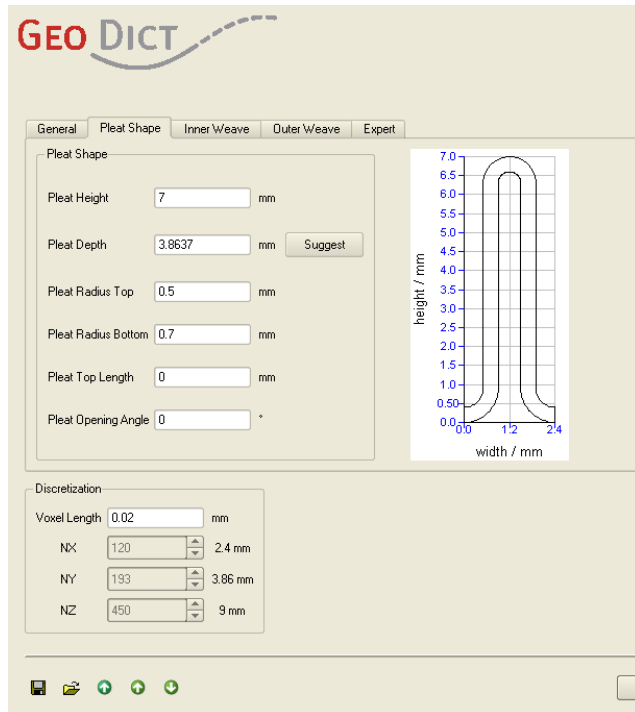 GEO DICT
General Pleat Shape Inner Weave Outer Weave Expert
Pleat Shape
Pleat Height 7 mm
Pleat Depth 3.8637 mm Suggest
Pleat Radius Top 0.5 mm
Pleat Radius Bottom 0.7 mm
Pleat Top Length 0 mm
Pleat Opening Angle 0 °
height / mm
7.0
6.5
6.0
5.5
5.0
4.5
4.0
3.5
3.0
2.5
2.0
1.5
1.0
0.50
0.0
0.0 1.2 2.4
width / mm
Discretization
Voxel Length 0.02 mm
NX 120 2.4 mm
NY 193 3.86 mm
NZ 450 9 mm